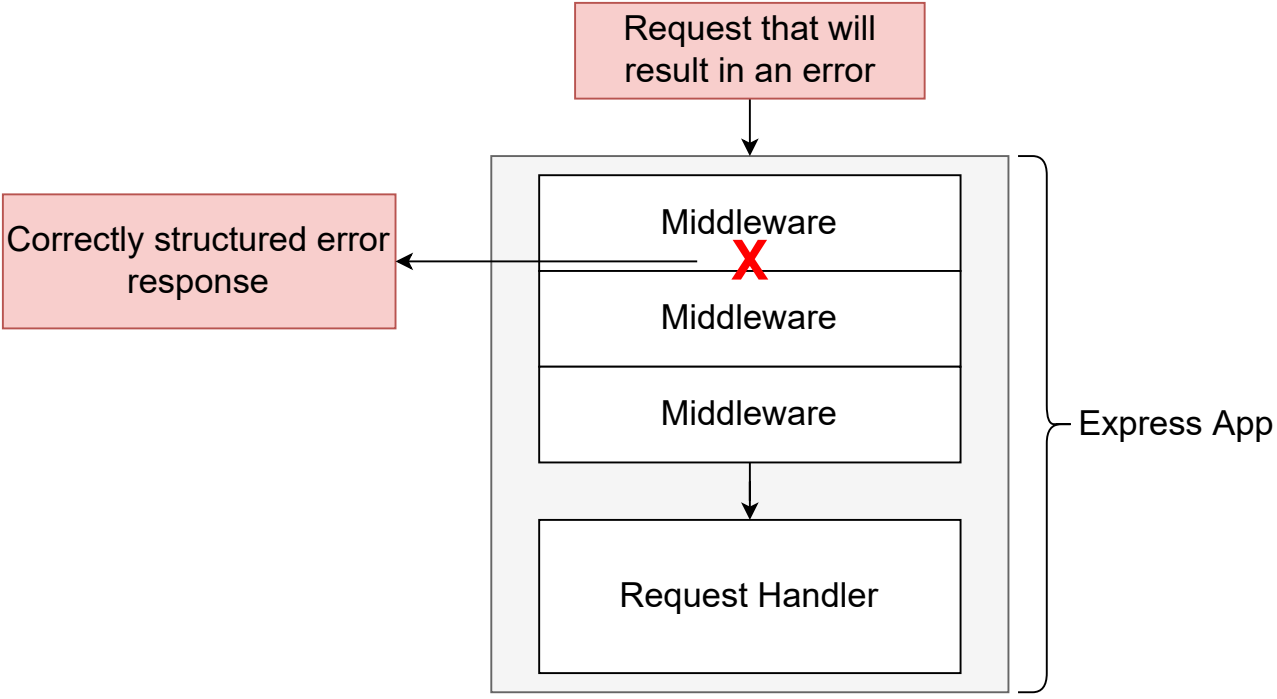 Request that will
result in an error
Correctly structured error
response
Middleware
X
Middleware
Middleware
Express App
Request Handler